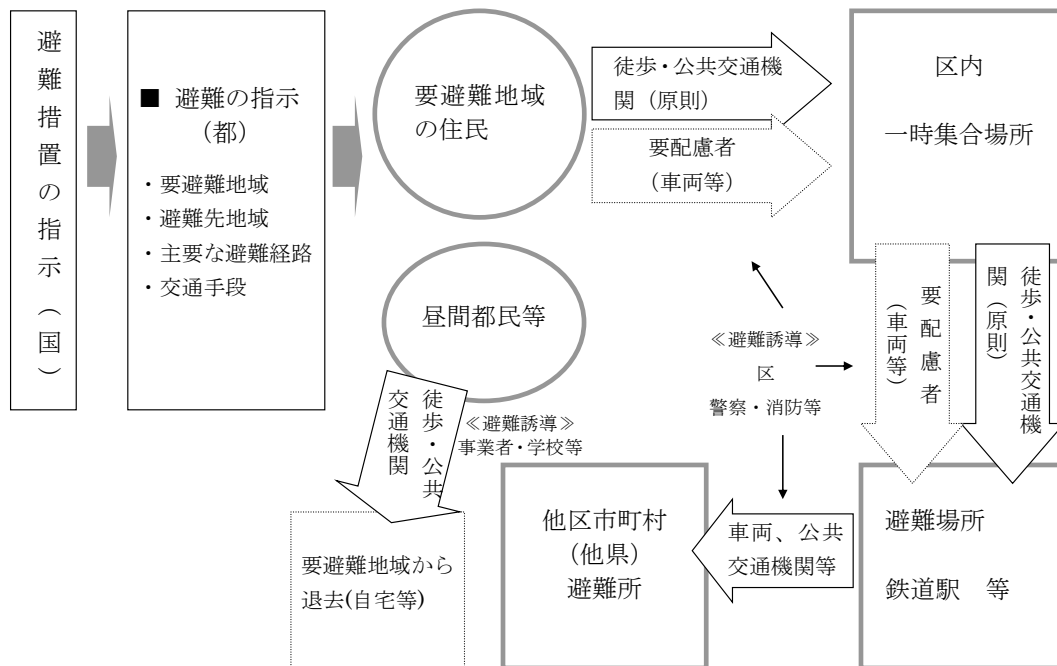 避難措置の指示（国）
■ 避難の指示
（都）
・要避難地域
・避難先地域
・主要な避難経路
・交通手段
要避難地域
の住民
徒歩・公共交通機
関（原則）
要配慮者
（車両等）
区内
一時集合場所
昼間都民等
≪避難誘導≫
区
警察・消防等
要配慮者
（車両等）
徒歩・公共交通機
関（原則）
徒歩・公共
交通機関
≪避難誘導≫
事業者・学校等
要避難地域から
退去(自宅等)
他区市町村
（他県）
避難所
車両、公共
交通機関等
避難場所
鉄道駅　等